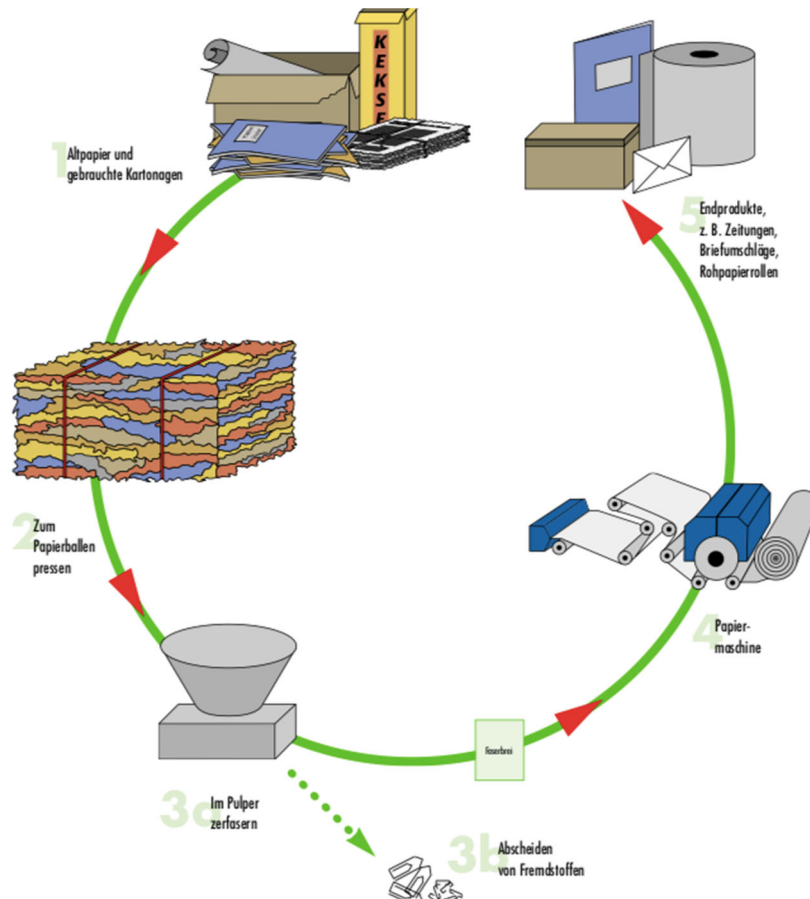 KEKSE
1
Altpapier und
gebrauchte Kartonagen
5
Endprodukte,
z. B. Zeitungen,
Briefumschläge,
Rohpapierrollen
2
Zum
Papierballen
pressen
4
Papier-
maschine
Faserbrei
3a
Im Pulper
zerfasern
3b
Abscheiden
von Fremdstoffen